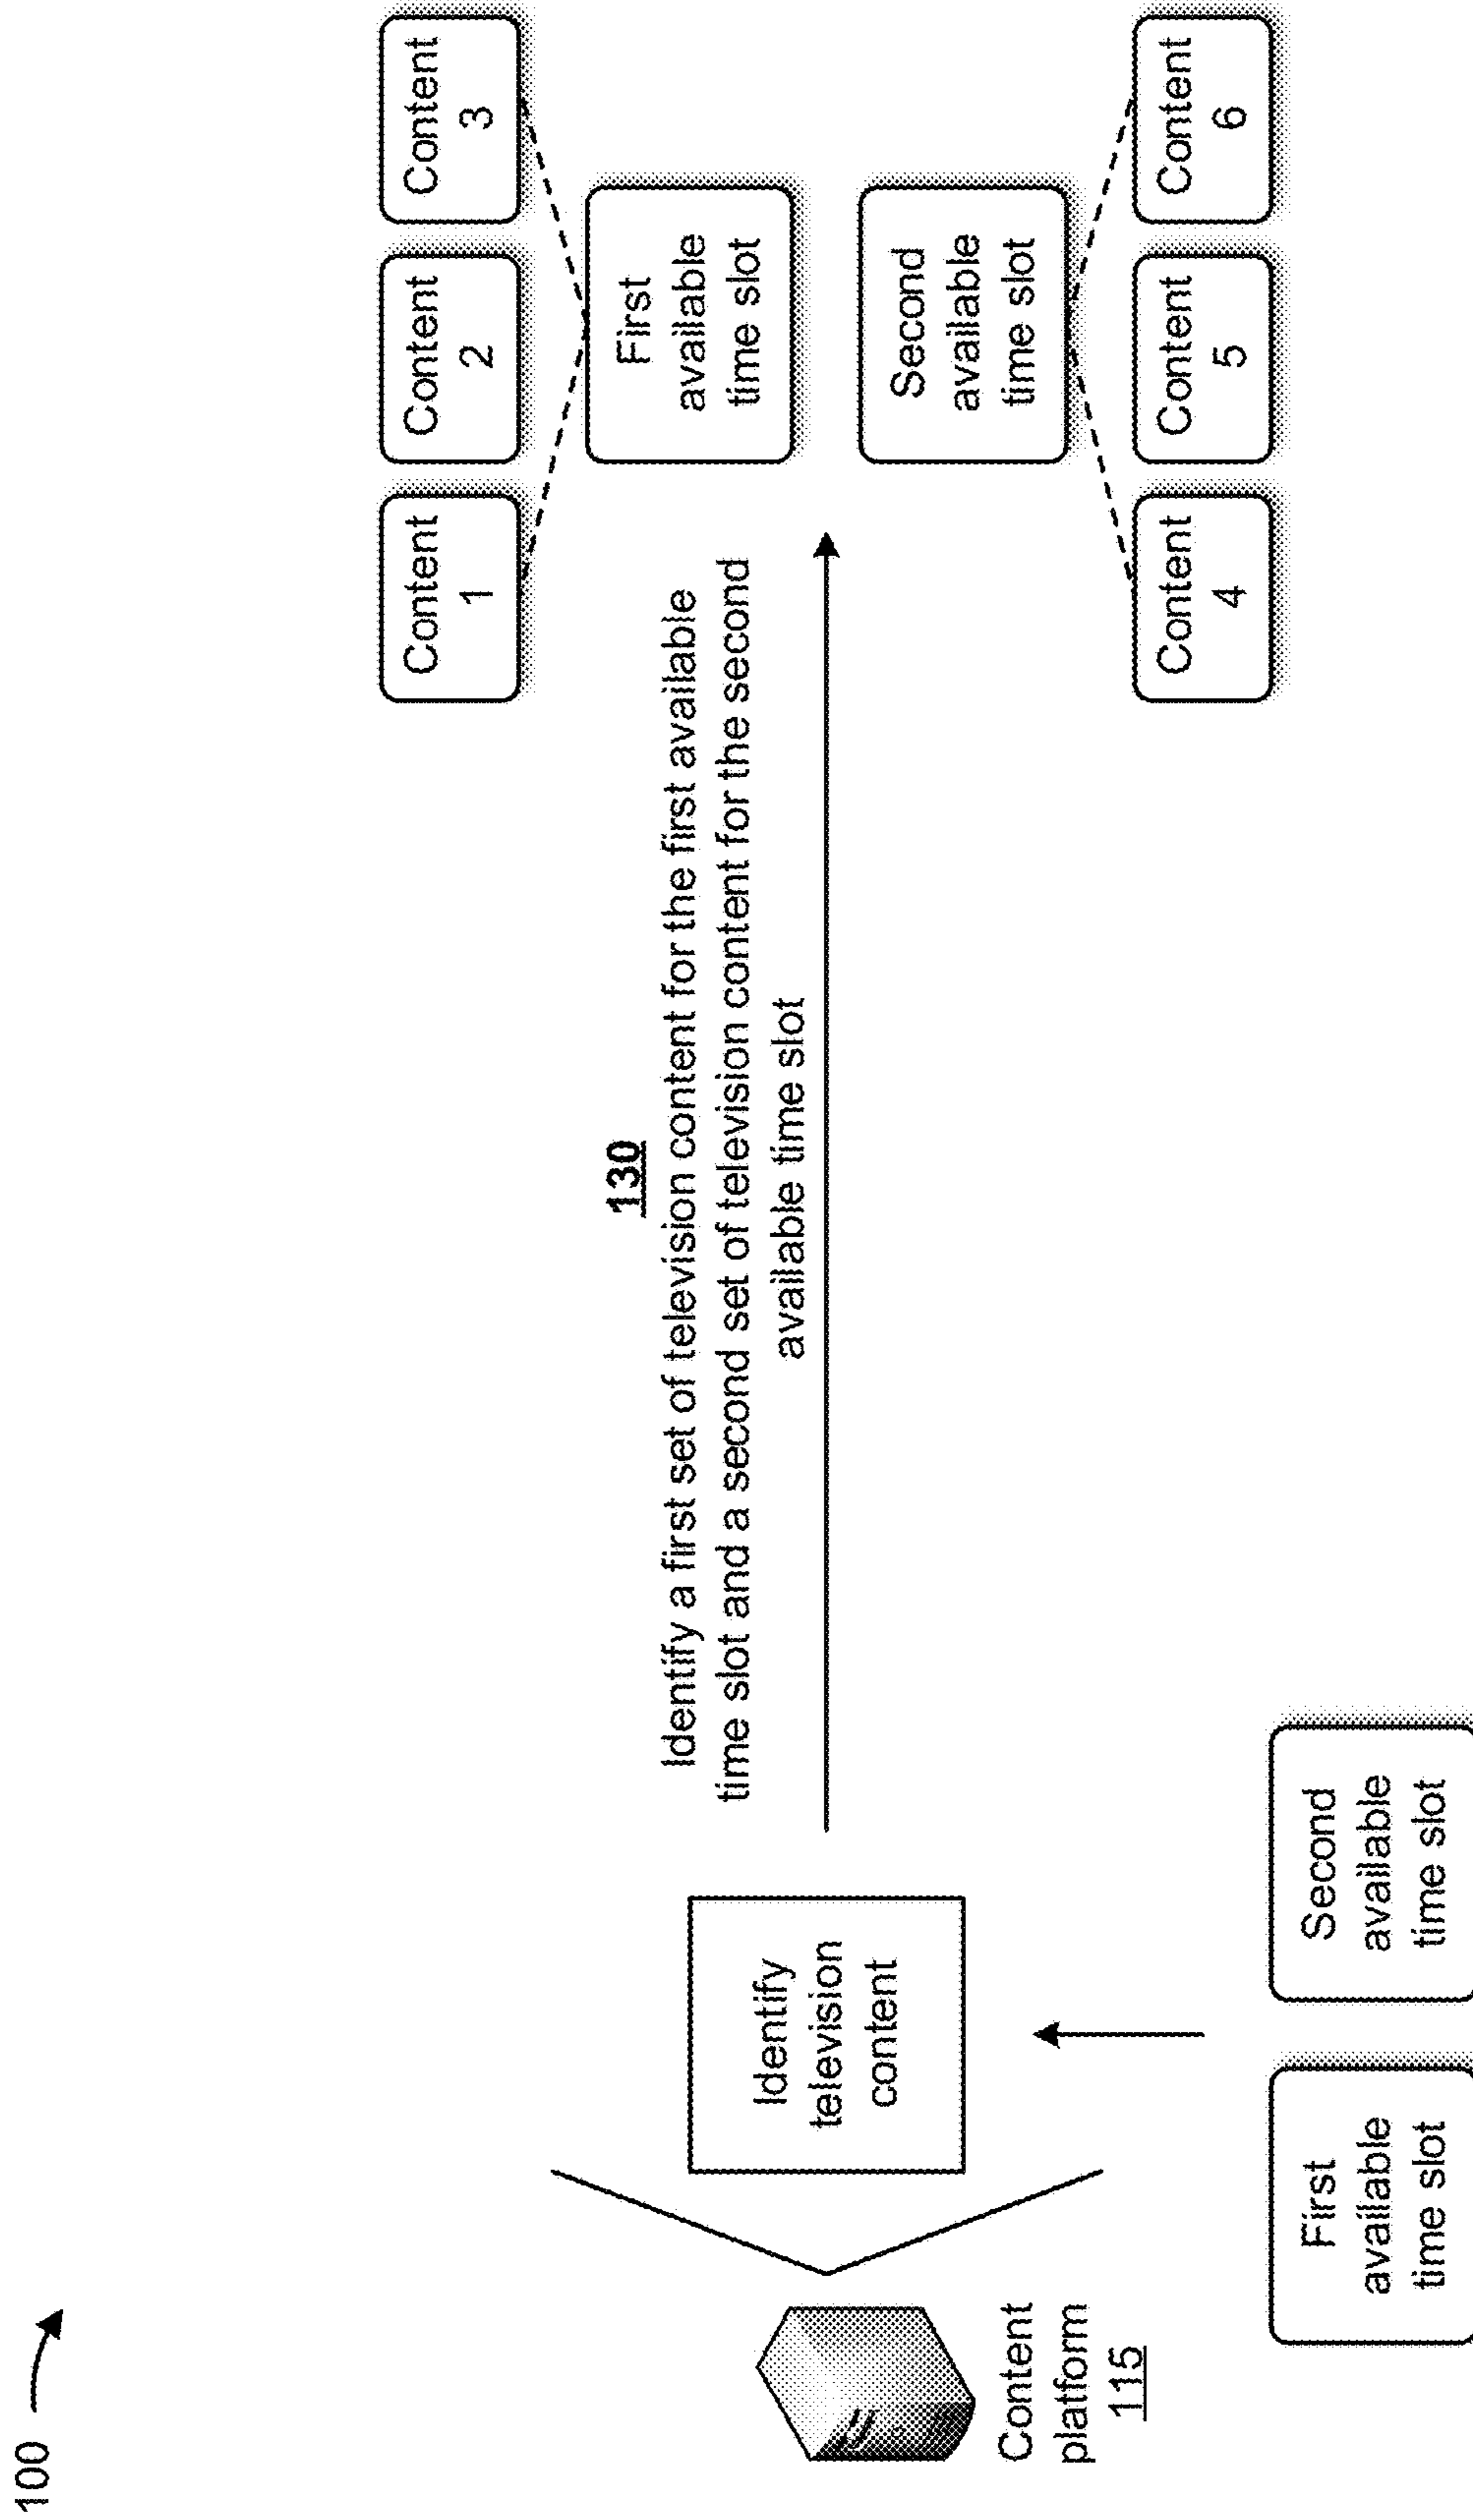 100
130
Identify a first set of television content for the first available
time slot and a second set of television content for the second
available time slot
Content
1
Content
2
Content
3
First
available
time slot
Second
available
time slot
Content
4
Content
5
Content
6
Identify
television
content
Content
platform
115
First
available
time slot
Second
available
time slot